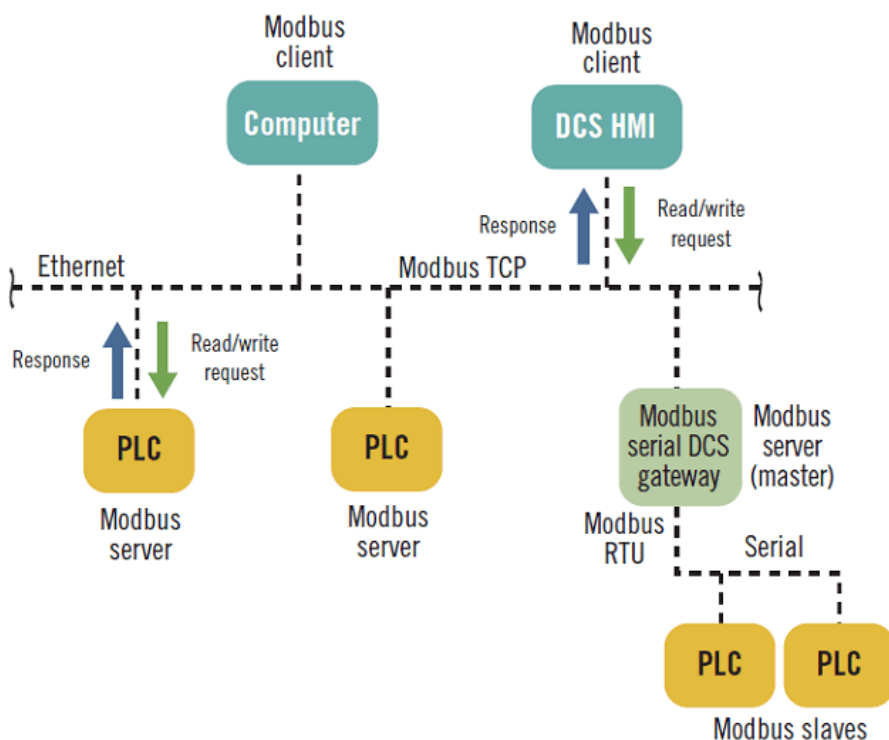 Modbus
client
Modbus
client
Computer
DCS HMI
Response
Read/write
request
Ethernet
Modbus TCP
Response
Read/write
request
PLC
Modbus
server
PLC
Modbus
server
Modbus
serial DCS
gateway
Modbus
server
(master)
Modbus
RTU
Serial
PLC
PLC
Modbus slaves